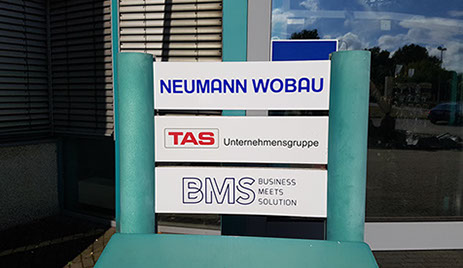 NEUMANN WOBAU
TAS Unternehmensgruppe
BMS BUSINESS
MEETS
SOLUTION